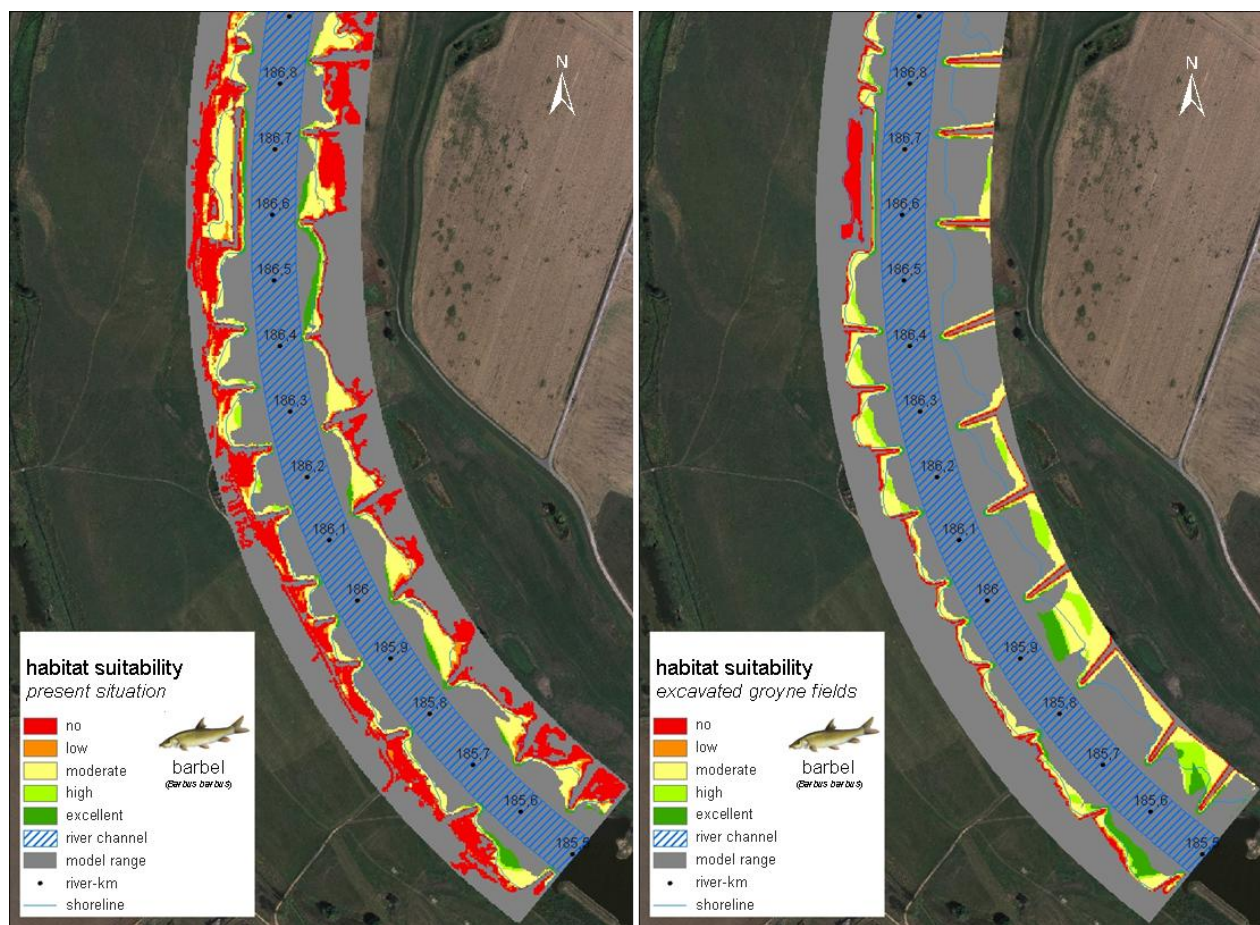 N
186,8
186,7
186,6
186,5
186,4
186,3
186,2
186,1
186
185,9
185,8
185,7
185,6
185,5
habitat suitability
present situation
no
low
moderate
high
excellent
river channel
model range
river-km
shoreline
barbel
(Barbus barbus)
N
186,8
186,7
186,6
186,5
186,4
186,3
186,2
186,1
186
185,9
185,8
185,7
185,6
185,5
habitat suitability
excavated groyne fields
no
low
moderate
high
excellent
river channel
model range
river-km
shoreline
barbel
(Barbus barbus)